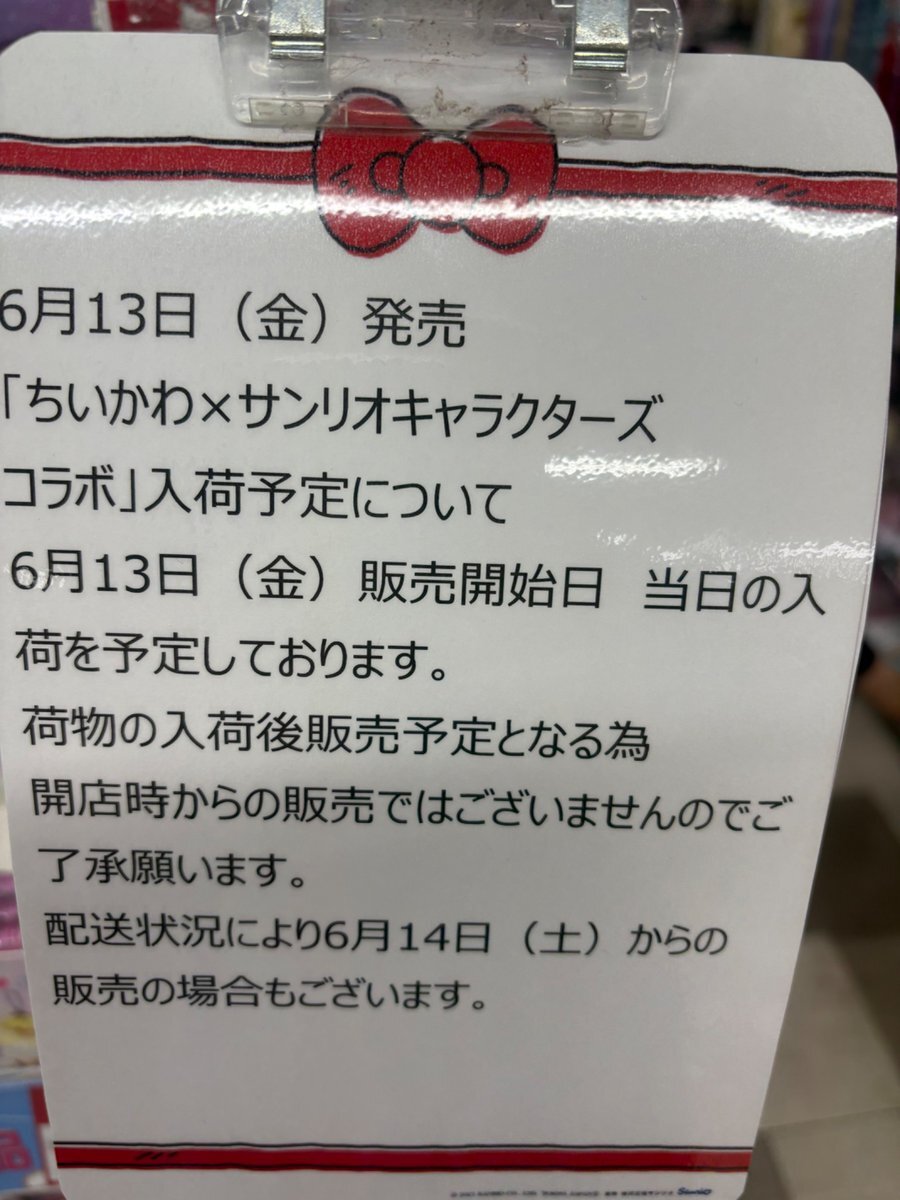 6月13日（金）発売
「ちいかわ×サンリオキャラクターズ
コラボ」入荷予定について
6月13日（金）販売開始日　当日の入
荷を予定しております。
荷物の入荷後販売予定となる為
開店時からの販売ではございませんのでご
了承願います。
配送状況により6月14日（土）からの
販売の場合もございます。
Sanrio